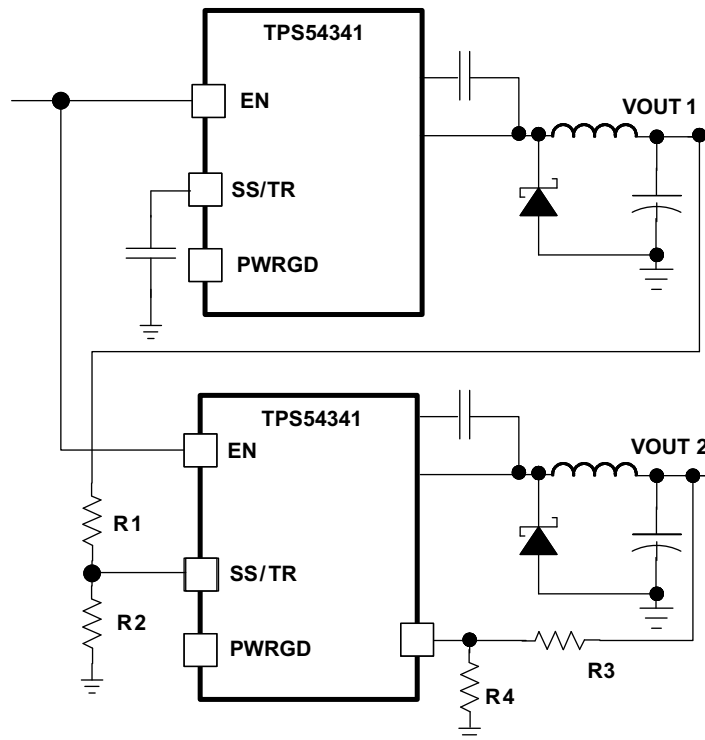 TPS54341
EN
VOUT 1
SS/TR
PWRGD
TPS54341
EN
VOUT 2
R1
SS/TR
R2
PWRGD
R3
R4